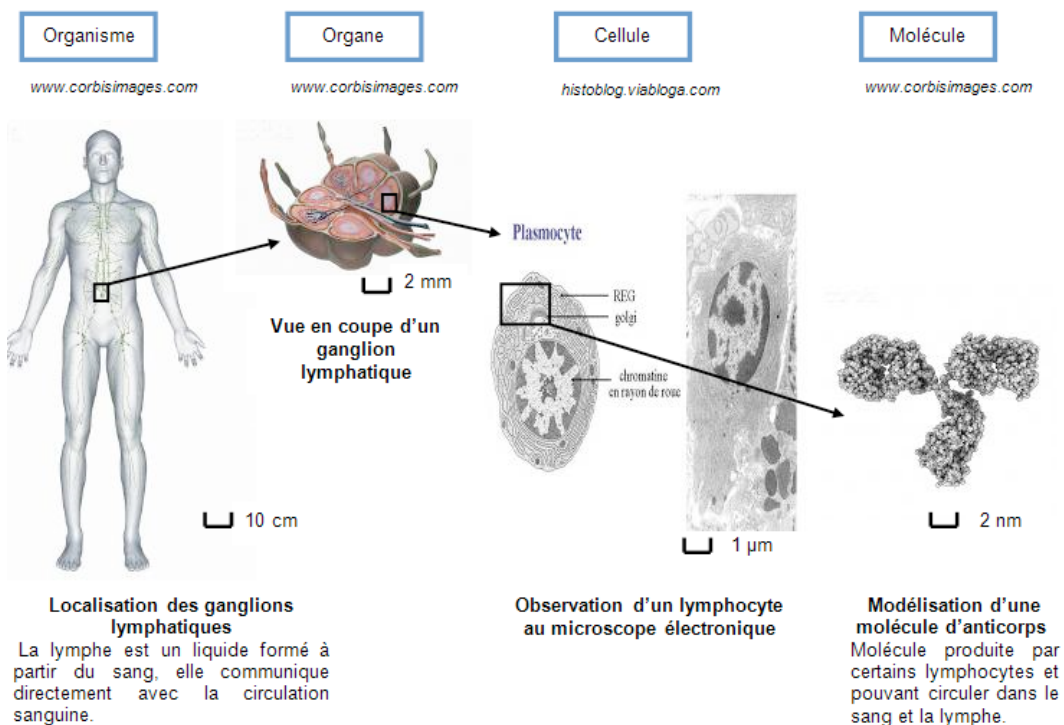 Organisme
Organe
Cellule
Molécule
www.corbisimages.com
www.corbisimages.com
histoblog.viabloga.com
www.corbisimages.com
2 mm
Vue en coupe d'un
ganglion
lymphatique
Plasmocyte
REG
golgi
chromatine
en rayon de roue
10 cm
1 µm
2 nm
Localisation des ganglions
lymphatiques
La lymphe est un liquide formé à
partir du sang, elle communique
directement avec la circulation
sanguine.
Observation d'un lymphocyte
au microscope électronique
Modélisation d'une
molécule d'anticorps
Molécule produite par
certains lymphocytes et
pouvant circuler dans le
sang et la lymphe.